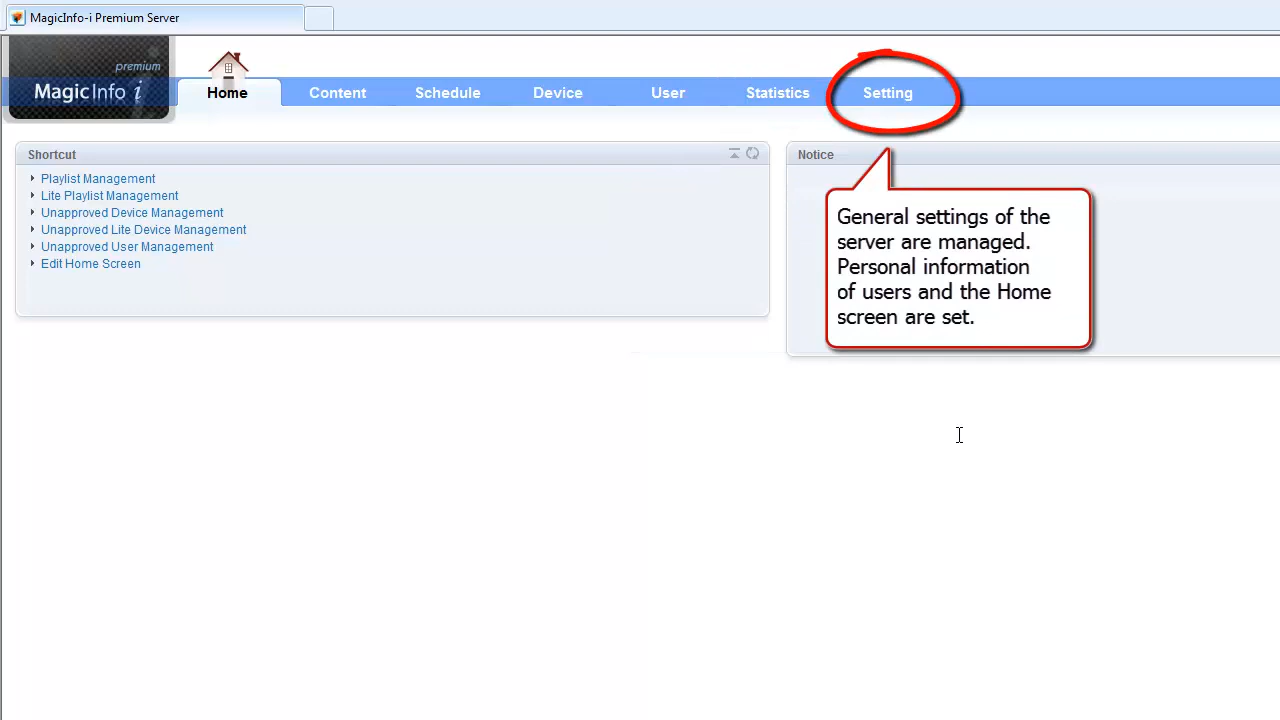 MagicInfo-i Premium Server
premium
MagicInfo i
Home
Content
Schedule
Device
User
Statistics
Setting
Shortcut
Playlist Management
Lite Playlist Management
Unapproved Device Management
Unapproved Lite Device Management
Unapproved User Management
Edit Home Screen
Notice
General settings of the
server are managed.
Personal information
of users and the Home
screen are set.